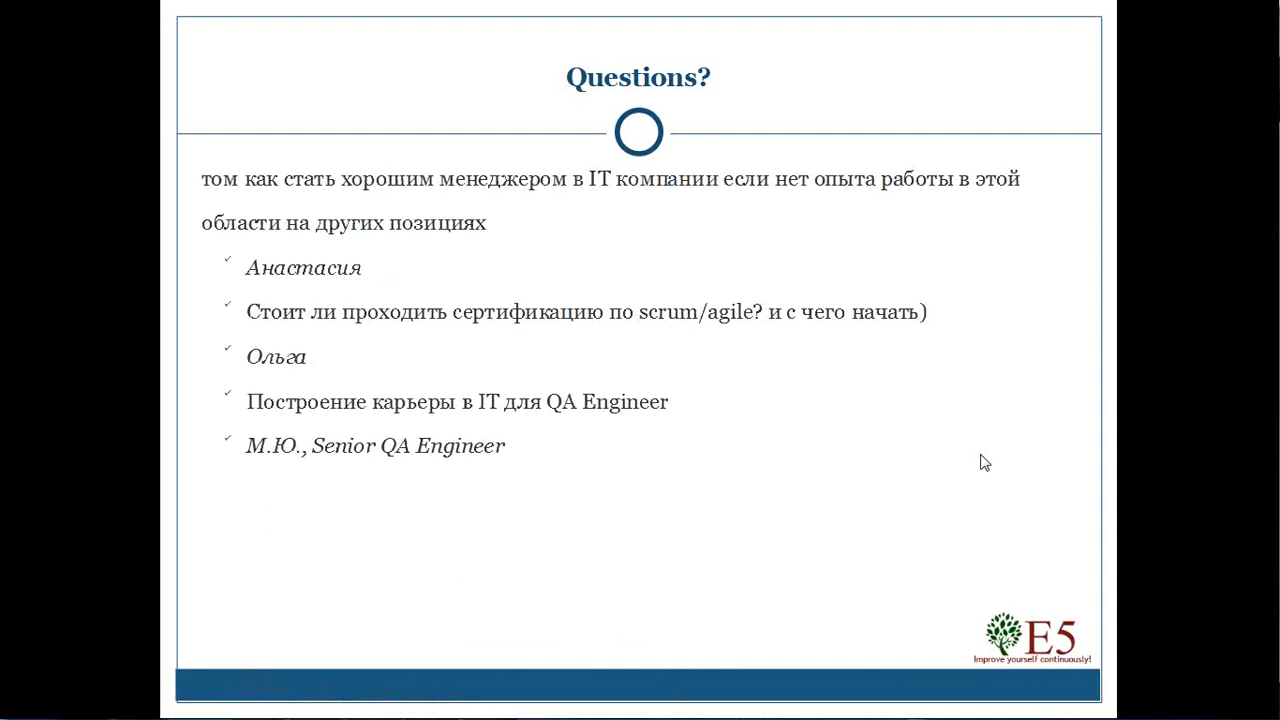 Questions?
том как стать хорошим менеджером в IT компании если нет опыта работы в этой
области на других позициях
Анастасия
Стоит ли проходить сертификацию по scrum/agile? и с чего начать)
Ольга
Построение карьеры в IT для QA Engineer
М.Ю., Senior QA Engineer
E5
Improve yourself continuously!